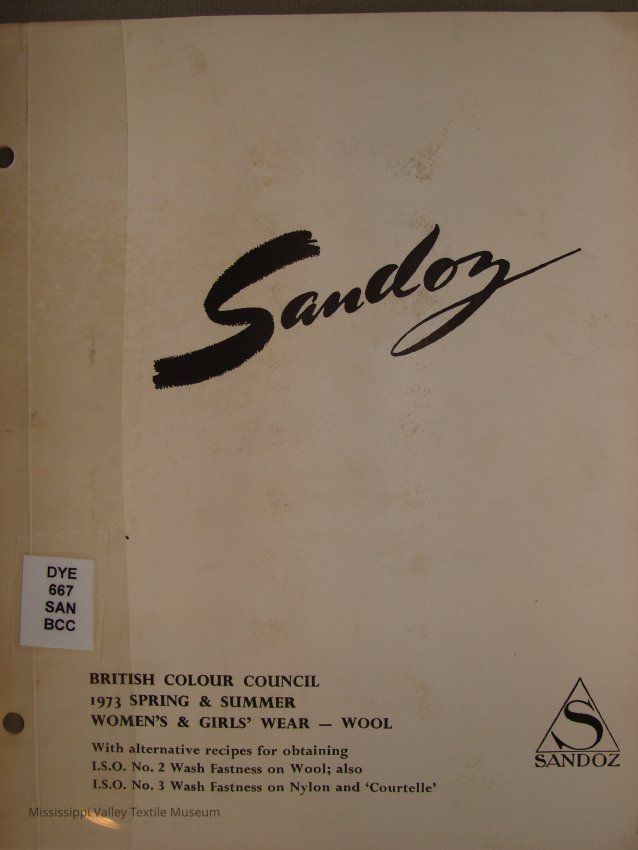 Sandoz
DYE
667
SAN
BCC
BRITISH COLOUR COUNCIL
1973 SPRING & SUMMER
WOMEN'S & GIRLS' WEAR — WOOL
With alternative recipes for obtaining
I.S.O. No. 2 Wash Fastness on Wool; also
I.S.O. No. 3 Wash Fastness on Nylon and 'Courtelle'
S
SANDOZ
Mississippi Valley Textile Museum